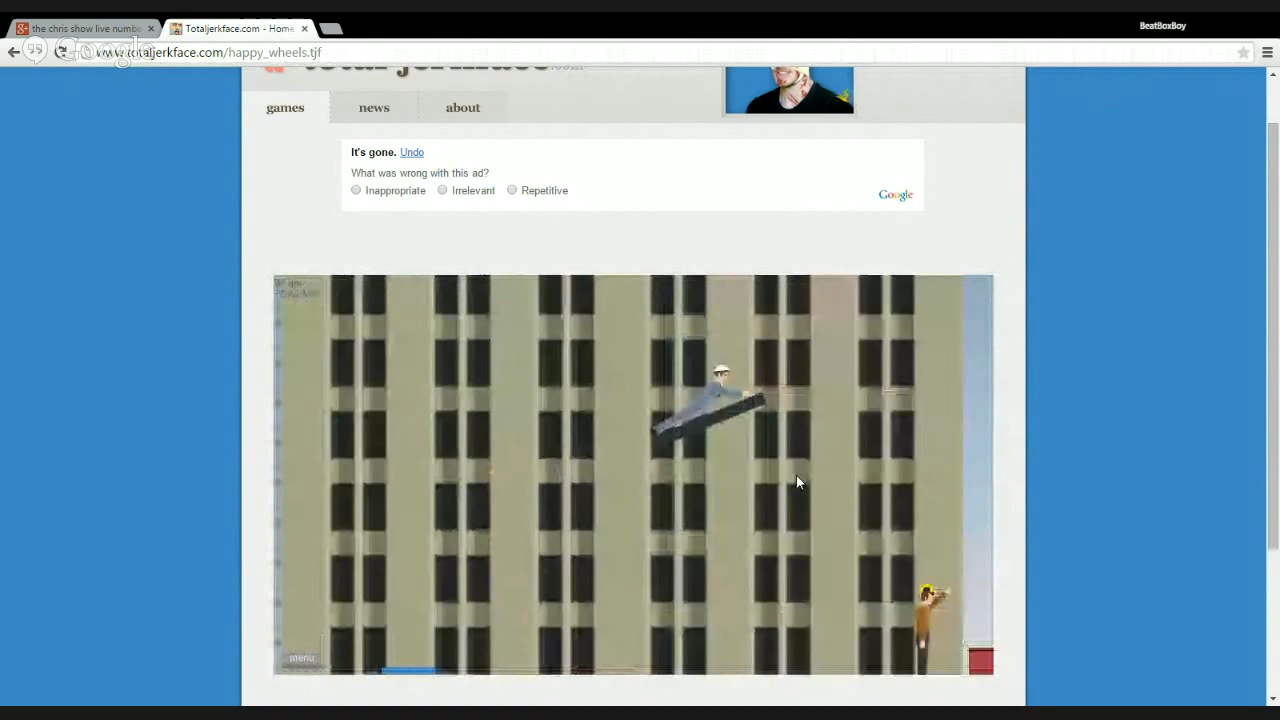 the chris show live numb
Totaljerkface.com - Home
BeatBoxBoy
Google
www.totaljerkface.com/happy_wheels.tjf
games
news
about
It's gone. Undo
What was wrong with this ad?
Inappropriate
Irrelevant
Repetitive
Google
menu